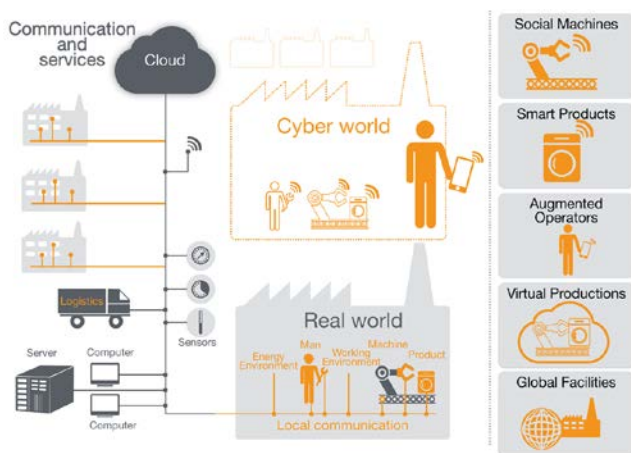 Communication
and
services
Cloud
Logistics
Sensors
Server
Computer
Computer
Cyber world
Real world
Energy
Environment
Man
Working
Environment
Machine
Product
Local communication
Social Machines
Smart Products
Augmented
Operators
Virtual Productions
Global Facilities